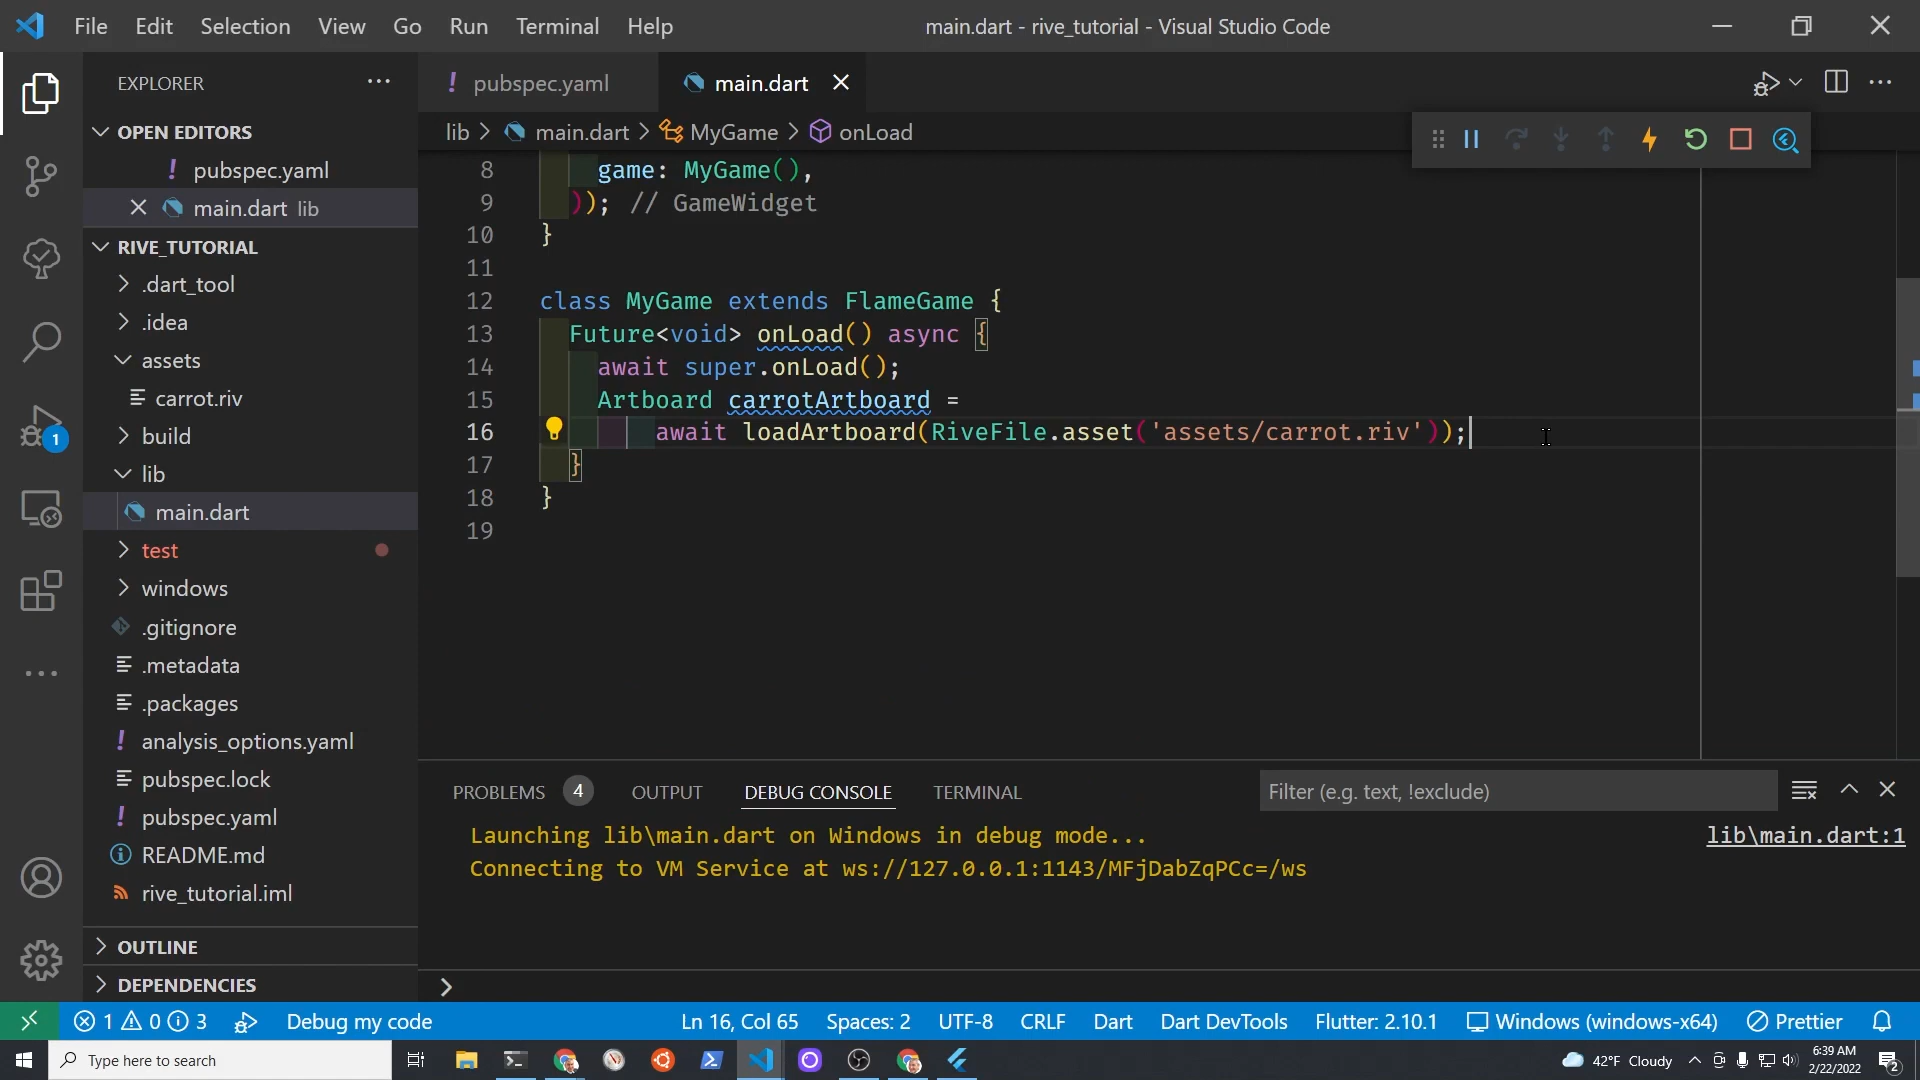 File Edit Selection View Go Run Terminal Help
main.dart - rive_tutorial - Visual Studio Code
EXPLORER
OPEN EDITORS
! pubspec.yaml
main.dart lib
RIVE_TUTORIAL
.dart_tool
.idea
assets
carrot.riv
build
lib
main.dart
test
windows
.gitignore
.metadata
.packages
! analysis_options.yaml
pubspec.lock
! pubspec.yaml
README.md
rive_tutorial.iml
OUTLINE
DEPENDENCIES
1
! pubspec.yaml
main.dart
lib > main.dart > MyGame > onLoad
8 game: MyGame(),
9 )); // GameWidget
10 }
11
12 class MyGame extends FlameGame {
13 Future<void> onLoad() async {
14 await super.onLoad();
15 Artboard carrotArtboard =
16 await loadArtboard(RiveFile.asset('assets/carrot.riv'));
17 }
18 }
19
PROBLEMS 4 OUTPUT DEBUG CONSOLE TERMINAL
Filter (e.g. text, !exclude)
Launching lib\main.dart on Windows in debug mode...
lib\main.dart:1
Connecting to VM Service at ws://127.0.0.1:1143/MFjDabZqPCc=/ws
1 0 3 Debug my code Ln 16, Col 65 Spaces: 2 UTF-8 CRLF Dart Dart DevTools Flutter: 2.10.1 Windows (windows-x64) Prettier
Type here to search
42°F Cloudy
6:39 AM
2/22/2022
2